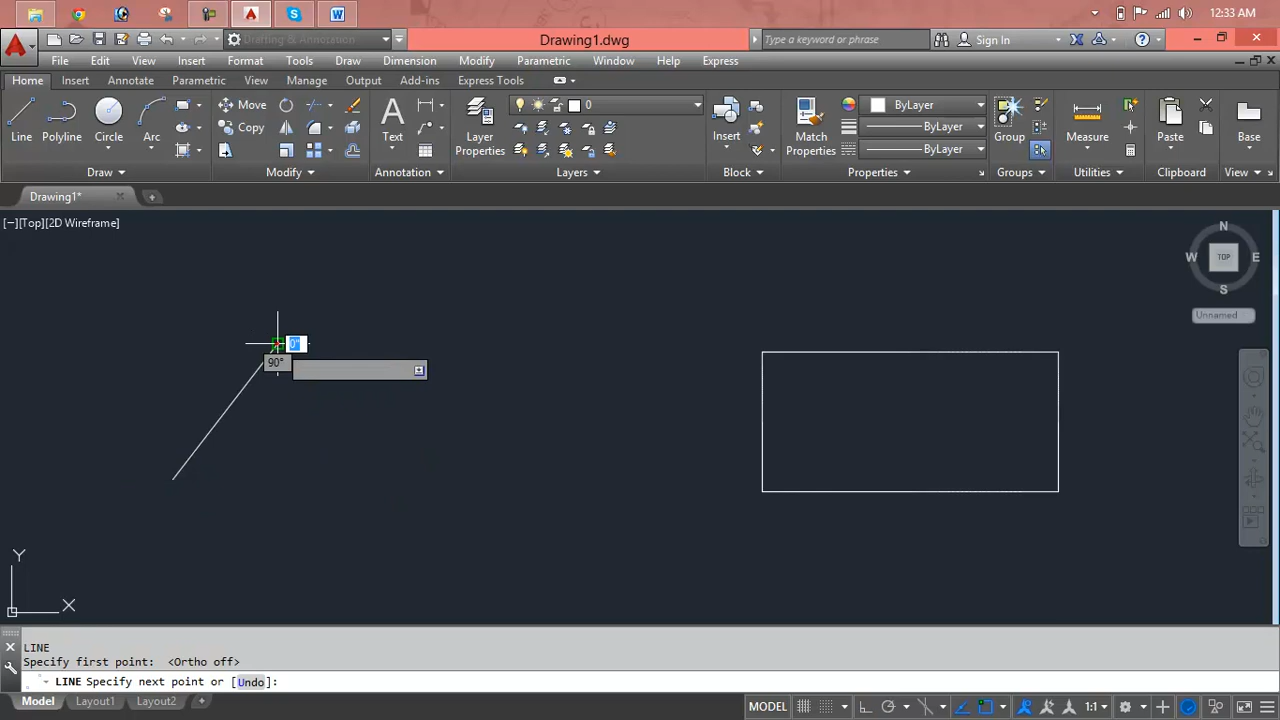 12:33 AM
Drafting & Annotation
Drawing1.dwg
Type a keyword or phrase
Sign In
File Edit View Insert Format Tools Draw Dimension Modify Parametric Window Help Express
Home Insert Annotate Parametric View Manage Output Add-ins Express Tools
Line Polyline Circle Arc
Move
Copy
Text
Layer
Properties
0
Insert
Match
Properties
ByLayer
ByLayer
ByLayer
Group
Measure
Paste
Base
Draw Modify Annotation Layers Block Properties Groups Utilities Clipboard View
Drawing1*
[−][Top][2D Wireframe]
N
W TOP E
S
Unnamed
0"
90°
Y
X
LINE
Specify first point: <Ortho off>
LINE Specify next point or [Undo]:
Model Layout1 Layout2
MODEL 1:1